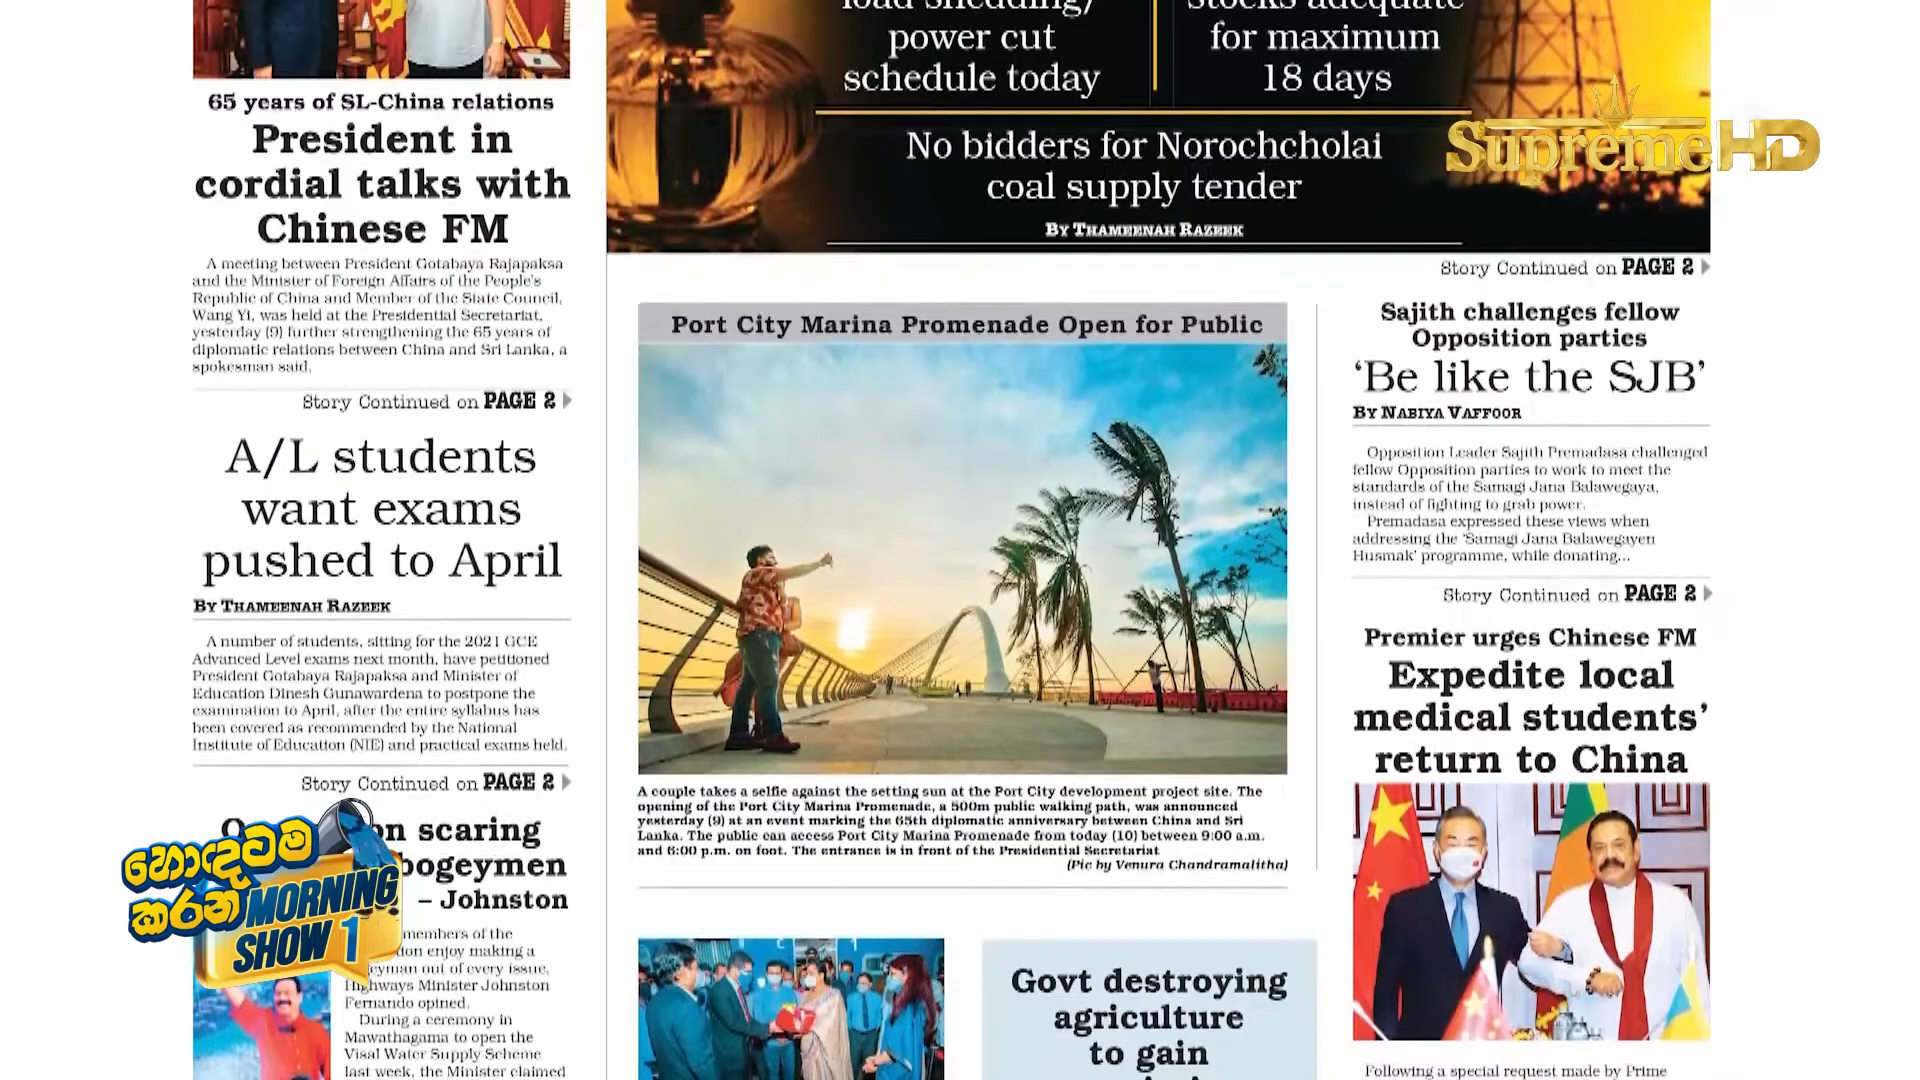 65 years of SL-China relations
President in
cordial talks with
Chinese FM
A meeting between President Gotabaya Rajapaksa
and the Minister of Foreign Affairs of the People's
Republic of China and Member of the State Council,
Wang Yi, was held at the Presidential Secretariat,
yesterday (9) further strengthening the 65 years of
diplomatic relations between China and Sri Lanka, a
spokesman said.
Story Continued on PAGE 2
A/L students
want exams
pushed to April
BY THAMEENAH RAZEEK
A number of students, sitting for the 2021 GCE
Advanced Level exams next month, have petitioned
President Gotabaya Rajapaksa and Minister of
Education Dinesh Gunawardena to postpone the
examination to April, after the entire syllabus has
been covered as recommended by the National
Institute of Education (NIE) and practical exams held.
Story Continued on PAGE 2
scaring
bogeymen
– Johnston
members of the
enjoy making a
out of every issue,
Highways Minister Johnston
Fernando opined.
During a ceremony in
Mawathagama to open the
Visal Water Supply Scheme
last week, the Minister claimed
හොඳටම
කරන
MORNING
SHOW 1
load shedding/
power cut
schedule today
stocks adequate
for maximum
18 days
No bidders for Norochcholai
coal supply tender
BY THAMEENAH RAZEEK
Supreme HD
Story Continued on PAGE 2
Port City Marina Promenade Open for Public
A couple takes a selfie against the setting sun at the Port City development project site. The
opening of the Port City Marina Promenade, a 500m public walking path, was announced
yesterday (9) at an event marking the 65th diplomatic anniversary between China and Sri
Lanka. The public can access Port City Marina Promenade from today (10) between 9:00 a.m.
and 6:00 p.m. on foot. The entrance is in front of the Presidential Secretariat
(Pic by Venura Chandramalitha)
Govt destroying
agriculture
to gain
Sajith challenges fellow
Opposition parties
‘Be like the SJB’
BY NABIYA VAFFOOR
Opposition Leader Sajith Premadasa challenged
fellow Opposition parties to work to meet the
standards of the Samagi Jana Balawegaya,
instead of fighting to grab power.
Premadasa expressed these views when
addressing the 'Samagi Jana Balawegayen
Husmak' programme, while donating...
Story Continued on PAGE 2
Premier urges Chinese FM
Expedite local
medical students’
return to China
Following a special request made by Prime